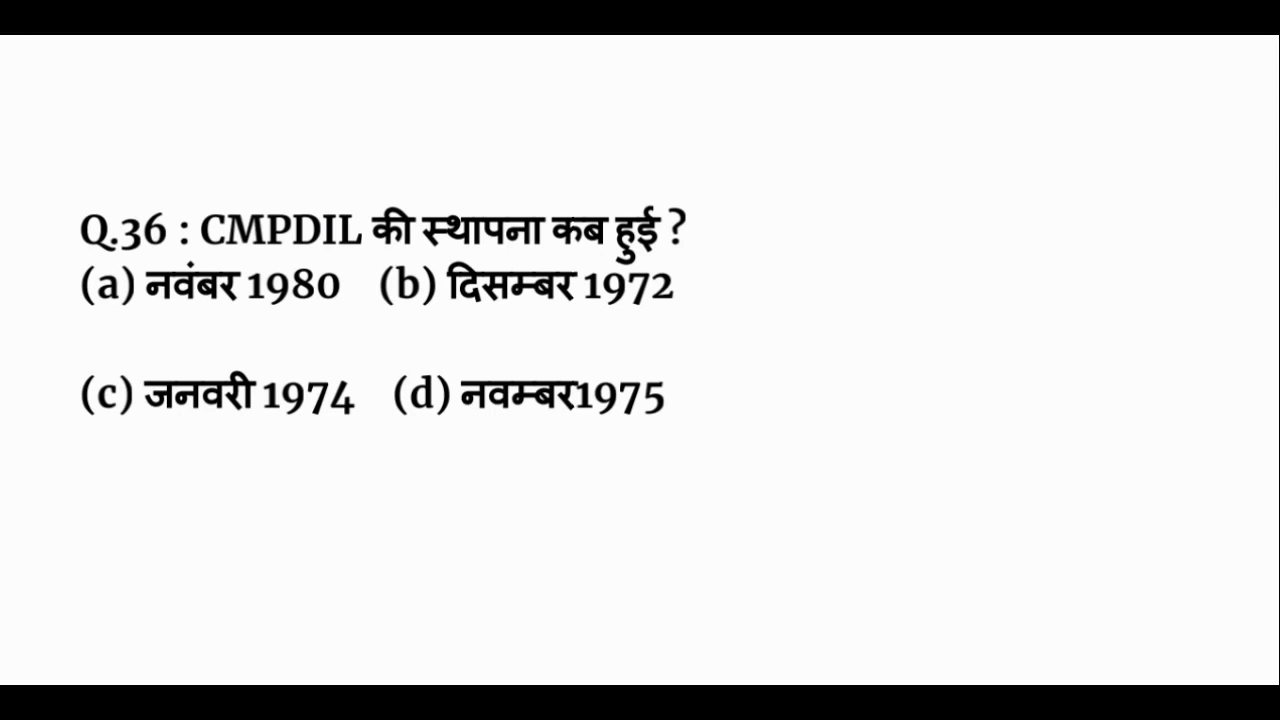 Q.36 : CMPDIL की स्थापना कब हुई ?
(a) नवंबर 1980 (b) दिसम्बर 1972
(c) जनवरी 1974 (d) नवम्बर1975